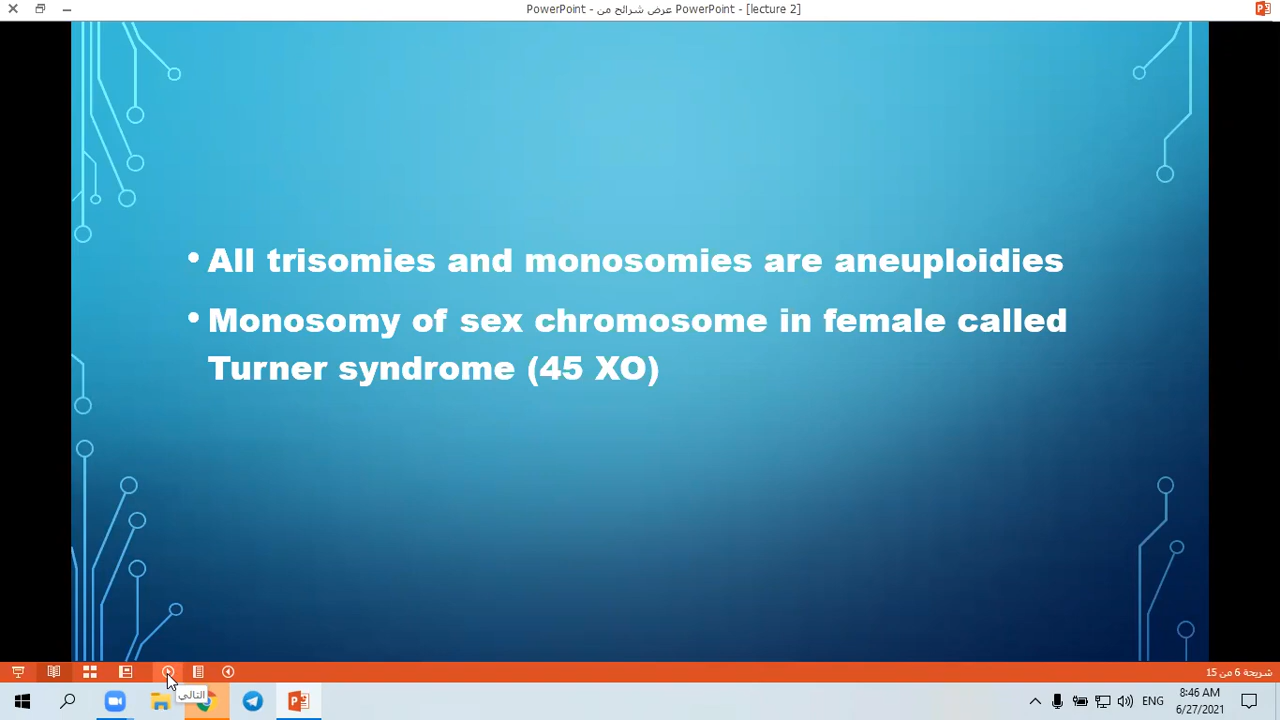 PowerPoint - عرض شرائح من PowerPoint - [lecture 2]
• All trisomies and monosomies are aneuploidies
• Monosomy of sex chromosome in female called
Turner syndrome (45 XO)
شريحة 6 من 15
التالي
ENG
8:46 AM
6/27/2021